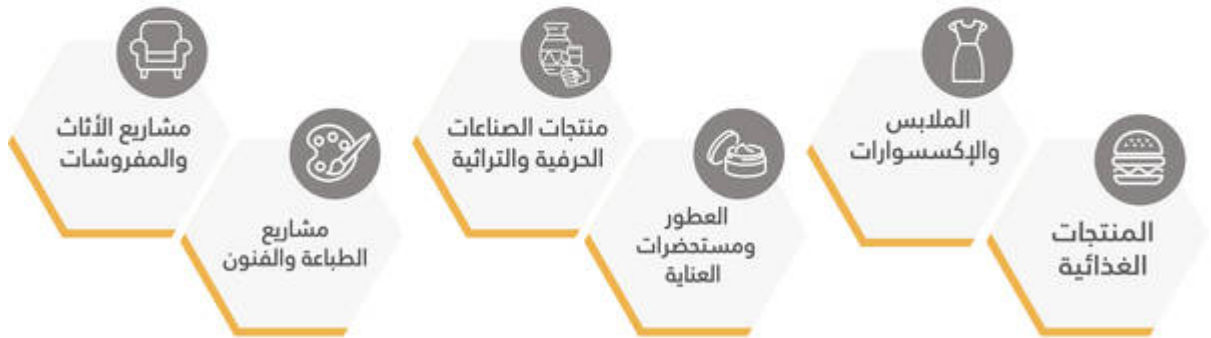 المنتجات
الغذائية
الملابس
والإكسسوارات
العطور
ومستحضرات
العناية
منتجات الصناعات
الحرفية والتراثية
مشاريع
الطباعة والفنون
مشاريع الأثاث
والمفروشات